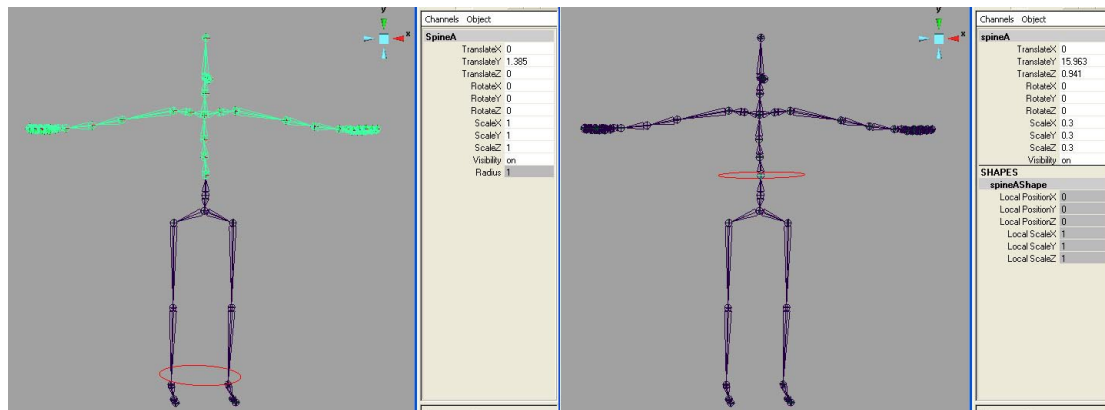 y
x
Channels Object
SpineA
TranslateX 0
TranslateY 1.385
TranslateZ 0
RotateX 0
RotateY 0
RotateZ 0
ScaleX 1
ScaleY 1
ScaleZ 1
Visibility on
Radius 1
y
x
Channels Object
spineA
TranslateX 0
TranslateY 15.963
TranslateZ 0.941
RotateX 0
RotateY 0
RotateZ 0
ScaleX 0.3
ScaleY 0.3
ScaleZ 0.3
Visibility on
SHAPES
spineAShape
Local PositionX 0
Local PositionY 0
Local PositionZ 0
Local ScaleX 1
Local ScaleY 1
Local ScaleZ 1